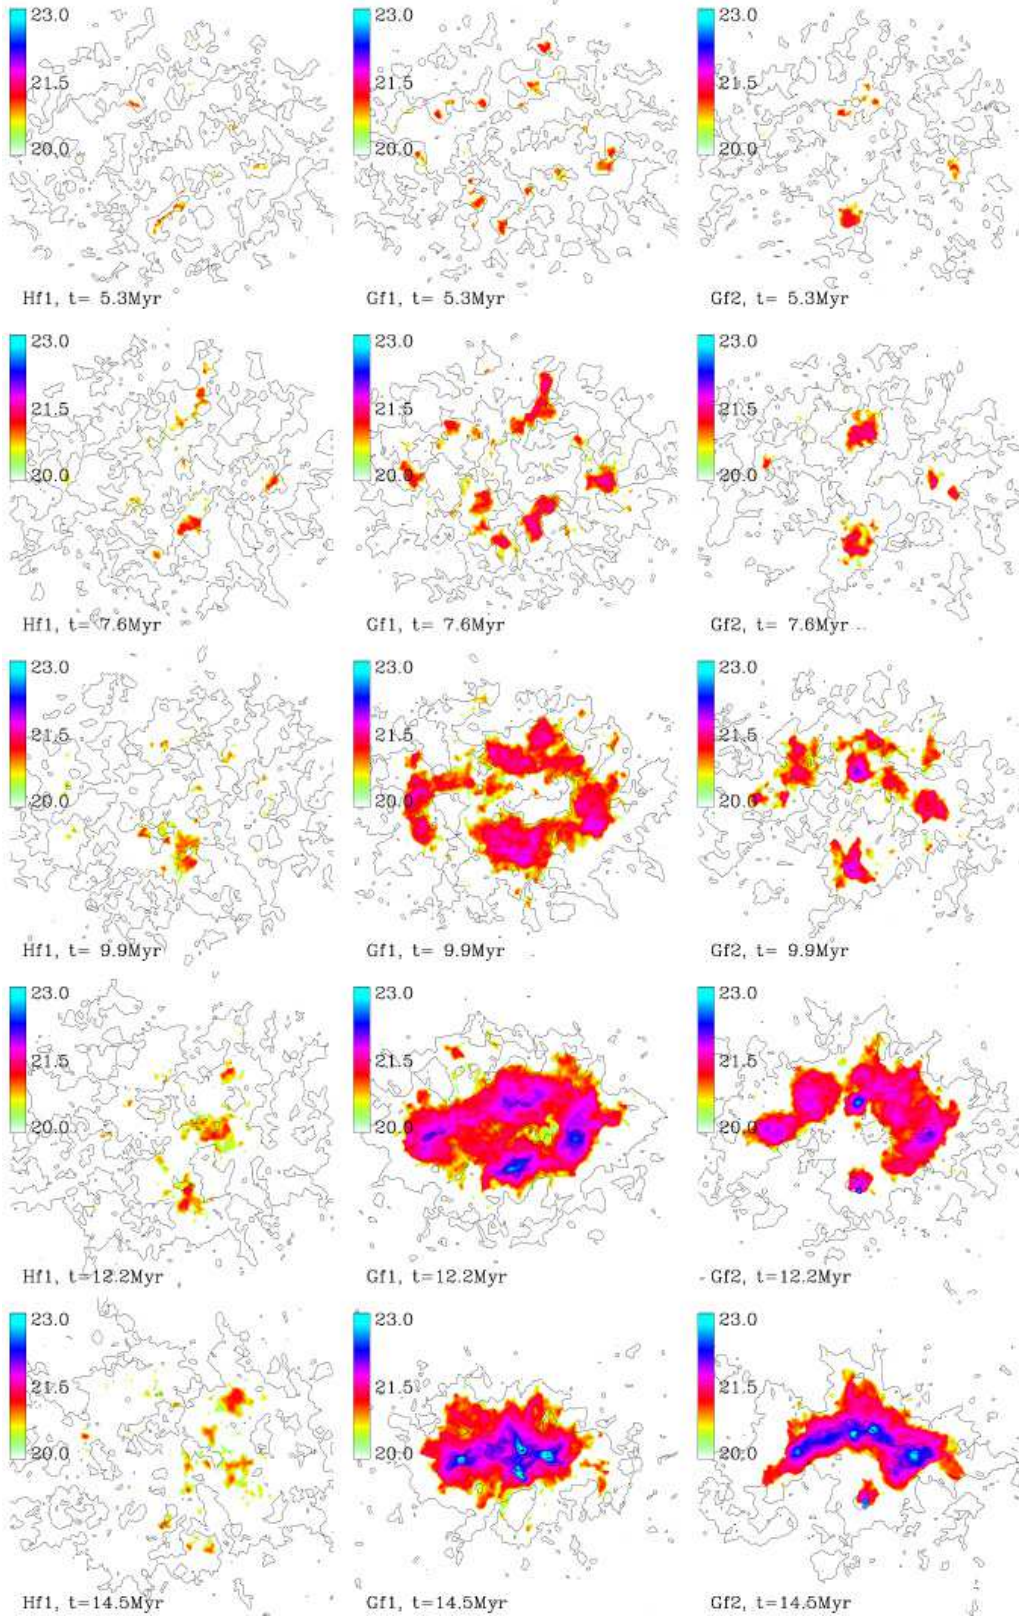 23.0 23.0 23.0
21.5 21.5 21.5
20.0 20.0 20.0
Hf1, t= 5.3Myr Gf1, t= 5.3Myr Gf2, t= 5.3Myr
23.0 23.0 23.0
21.5 21.5 21.5
20.0 20.0 20.0
Hf1, t= 7.6Myr Gf1, t= 7.6Myr Gf2, t= 7.6Myr
23.0 23.0 23.0
21.5 21.5 21.5
20.0 20.0 20.0
Hf1, t= 9.9Myr Gf1, t= 9.9Myr Gf2, t= 9.9Myr
23.0 23.0 23.0
21.5 21.5 21.5
20.0 20.0 20.0
Hf1, t=12.2Myr Gf1, t=12.2Myr Gf2, t=12.2Myr
23.0 23.0 23.0
21.5 21.5 21.5
20.0 20.0 20.0
Hf1, t=14.5Myr Gf1, t=14.5Myr Gf2, t=14.5Myr